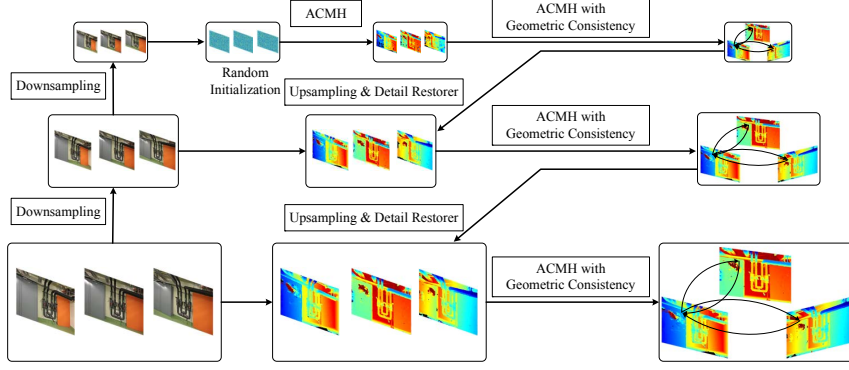 ACMH
ACMH with
Geometric Consistency
Random
Initialization
Downsampling
Upsampling & Detail Restorer
ACMH with
Geometric Consistency
Downsampling
Upsampling & Detail Restorer
ACMH with
Geometric Consistency